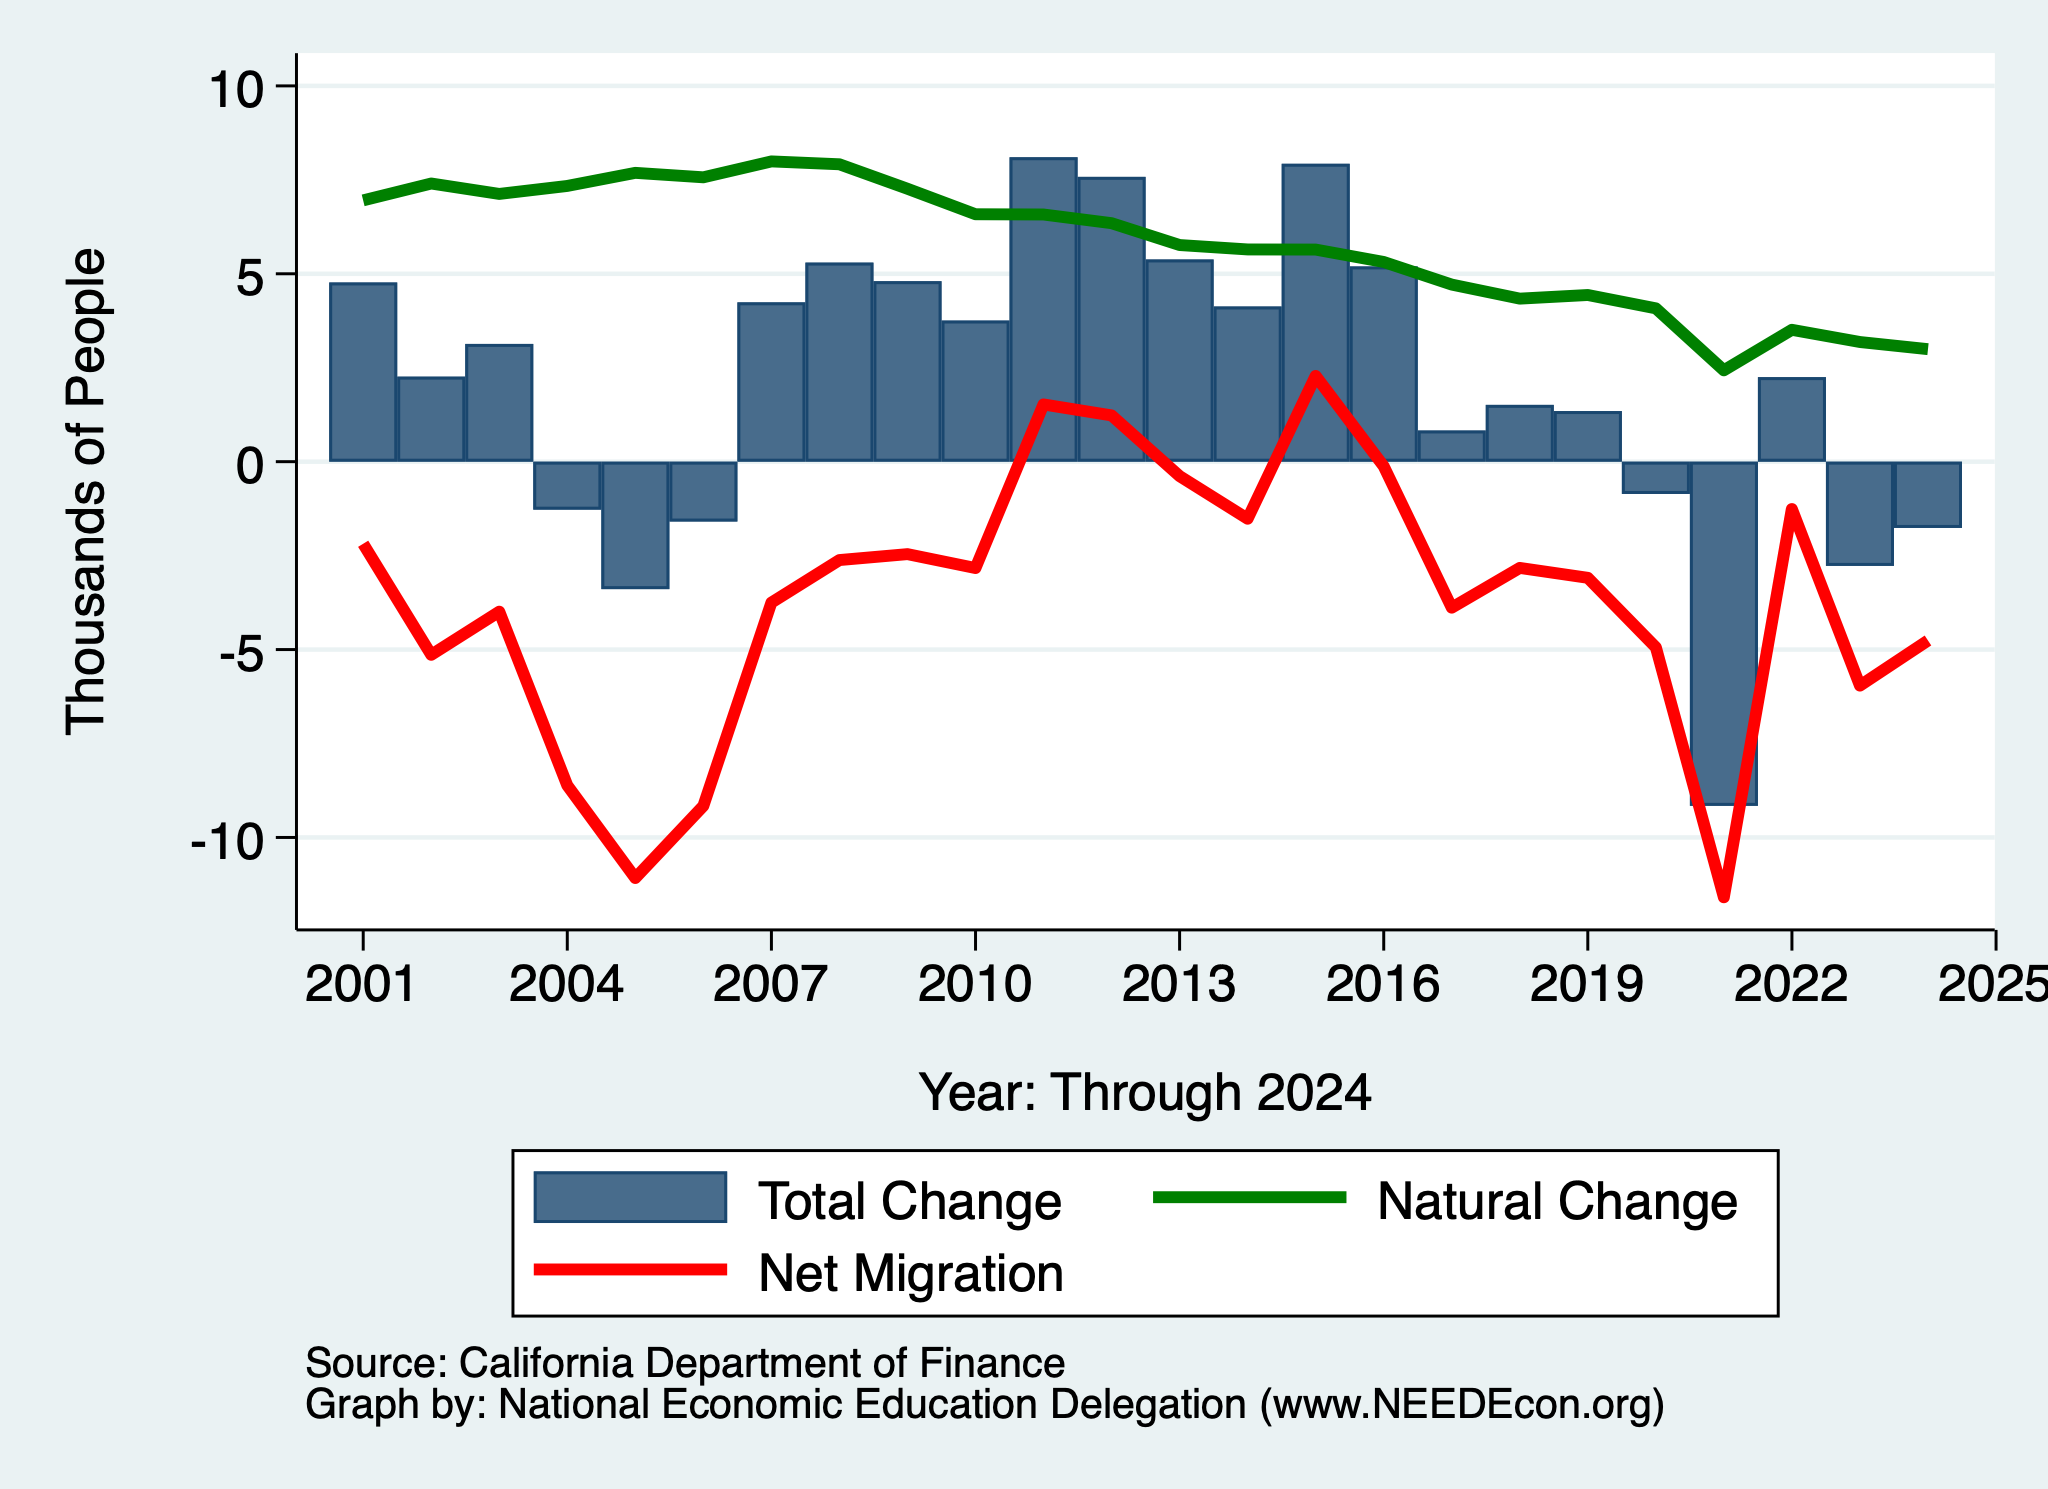 Thousands of People
10
5
0
-5
-10
2001 2004 2007 2010 2013 2016 2019 2022 2025
Year: Through 2024
Total Change Natural Change
Net Migration
Source: California Department of Finance
Graph by: National Economic Education Delegation (www.NEEDEcon.org)